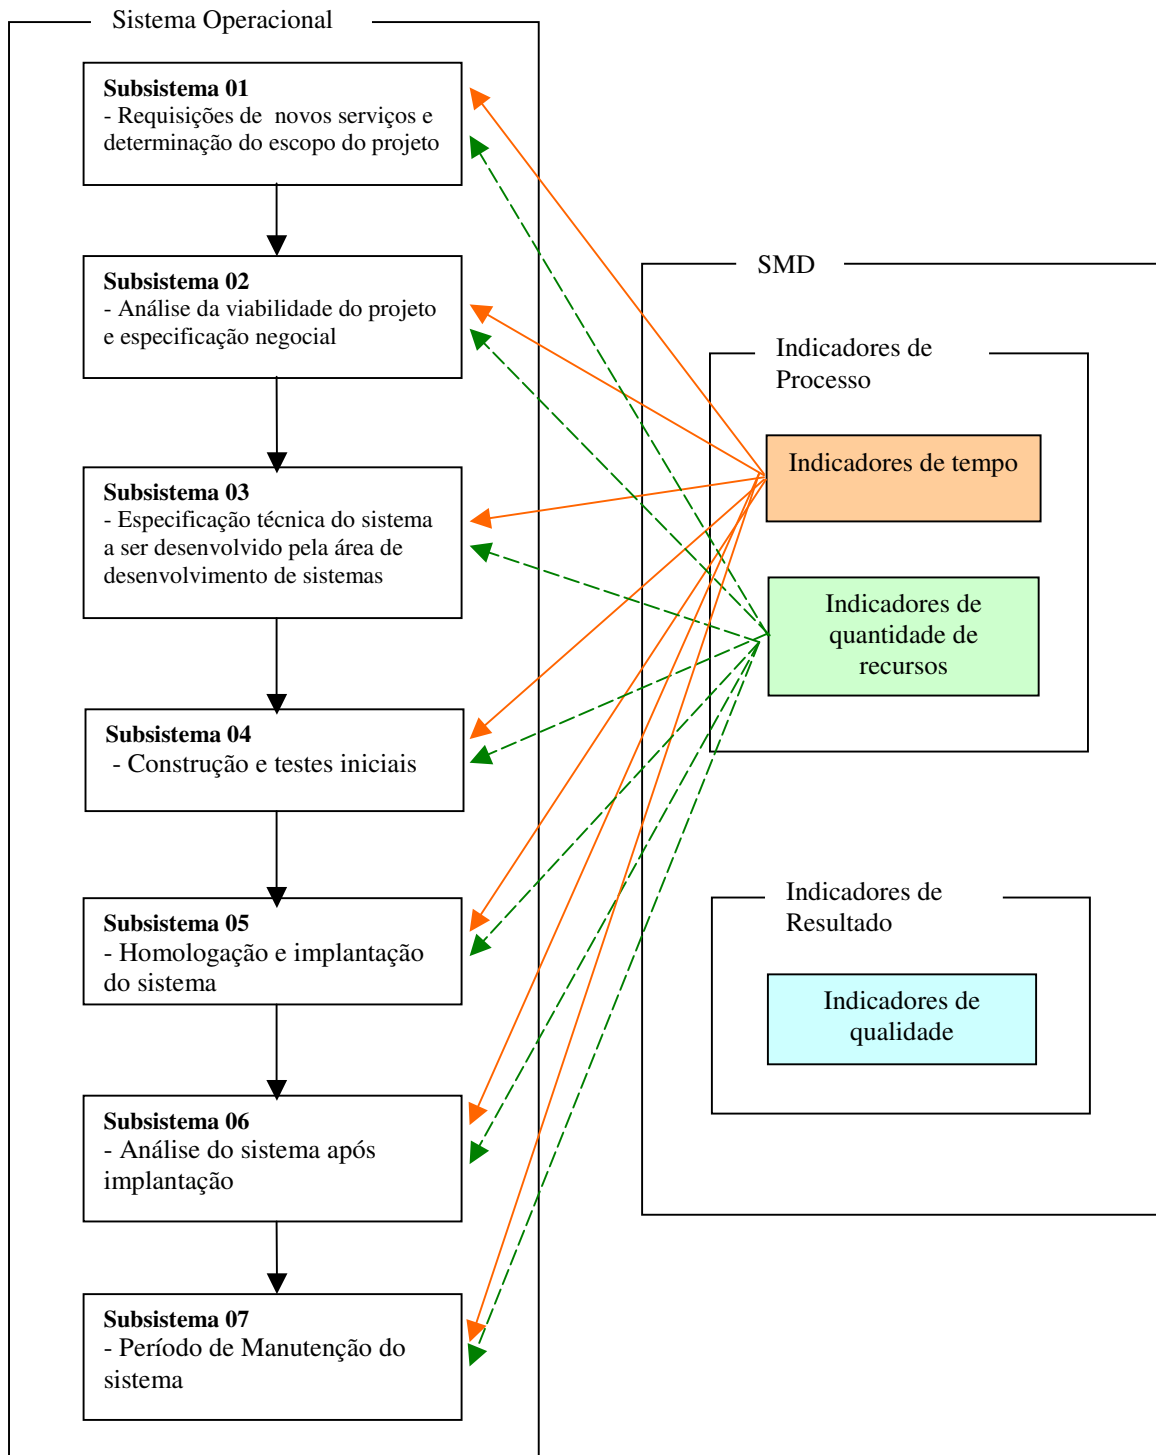 Sistema Operacional
Subsistema 01
- Requisições de novos serviços e
determinação do escopo do projeto
Subsistema 02
- Análise da viabilidade do projeto
e especificação negocial
Subsistema 03
- Especificação técnica do sistema
a ser desenvolvido pela área de
desenvolvimento de sistemas
Subsistema 04
- Construção e testes iniciais
Subsistema 05
- Homologação e implantação
do sistema
Subsistema 06
- Análise do sistema após
implantação
Subsistema 07
- Período de Manutenção do
sistema
SMD
Indicadores de
Processo
Indicadores de tempo
Indicadores de
quantidade de
recursos
Indicadores de
Resultado
Indicadores de
qualidade